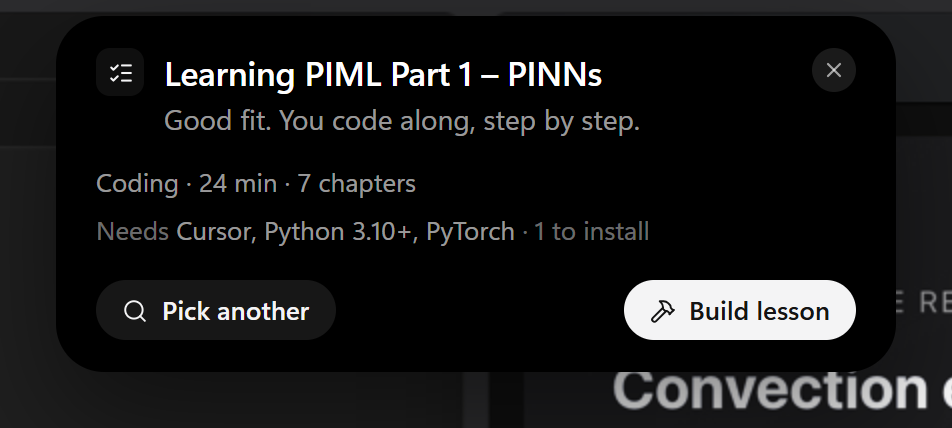 Learning PIML Part 1 – PINNs
Good fit. You code along, step by step.
Coding · 24 min · 7 chapters
Needs Cursor, Python 3.10+, PyTorch · 1 to install
Pick another
Build lesson
E RE
Convection e